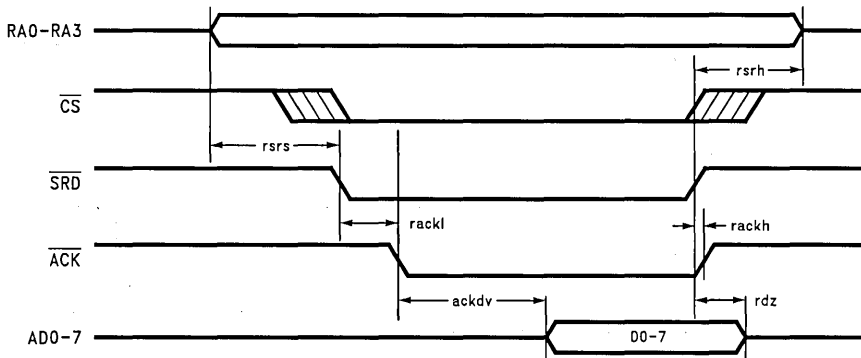 RA0-RA3
rsrh
CS
rsrs
SRD
rackl
rackh
ACK
ackdv
rdz
AD0-7
D0-7